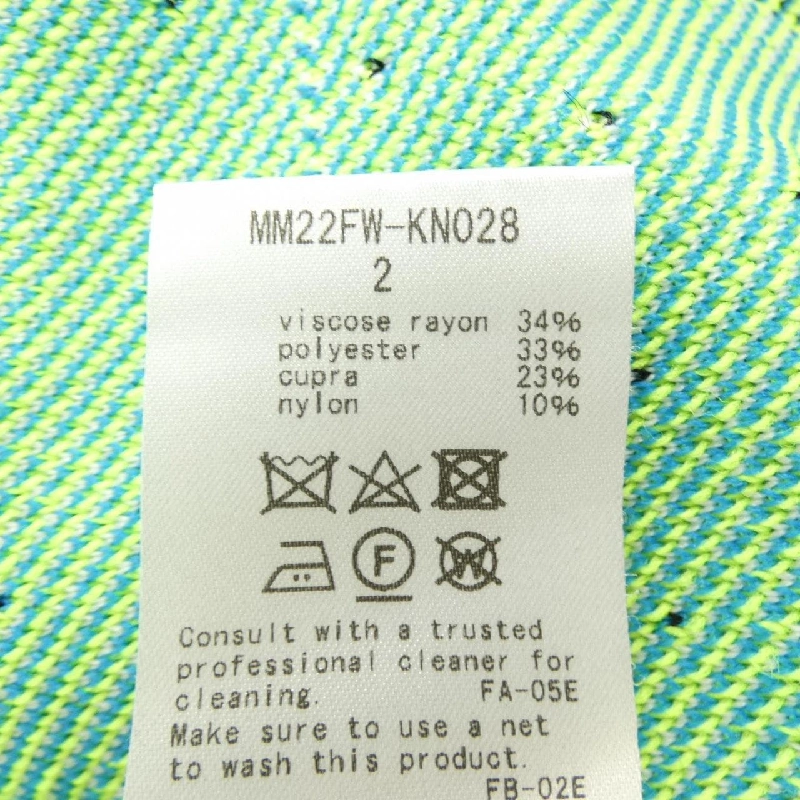 MM22FW-KN028
2
viscose rayon 34%
polyester 33%
cupra 23%
nylon 10%
F W
Consult with a trusted
professional cleaner for
cleaning. FA-05E
Make sure to use a net
to wash this product.
FB-02E